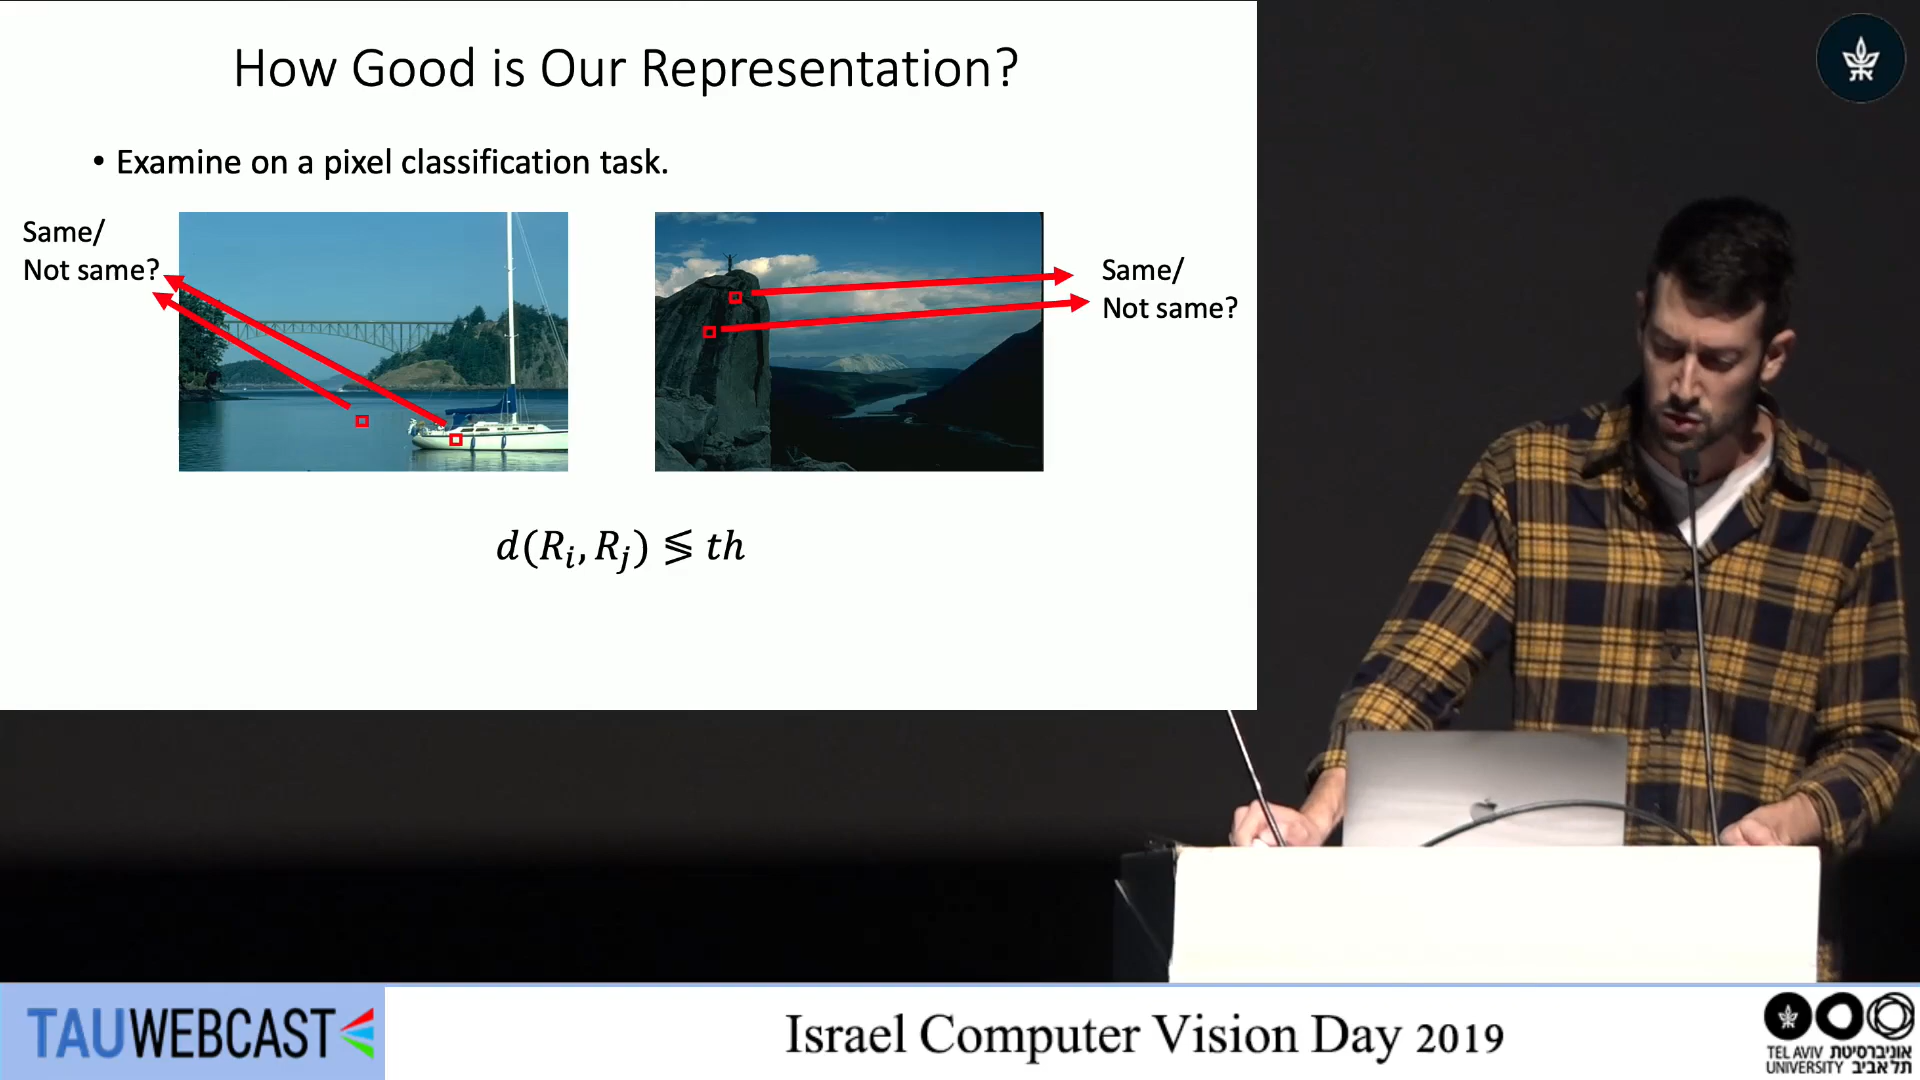 How Good is Our Representation?
• Examine on a pixel classification task.
Same/
Not same?
Same/
Not same?
d(R_i, R_j) ≶ th
TAUWEBCAST
Israel Computer Vision Day 2019
TEL AVIV אוניברסיטת
UNIVERSITY תל אביב